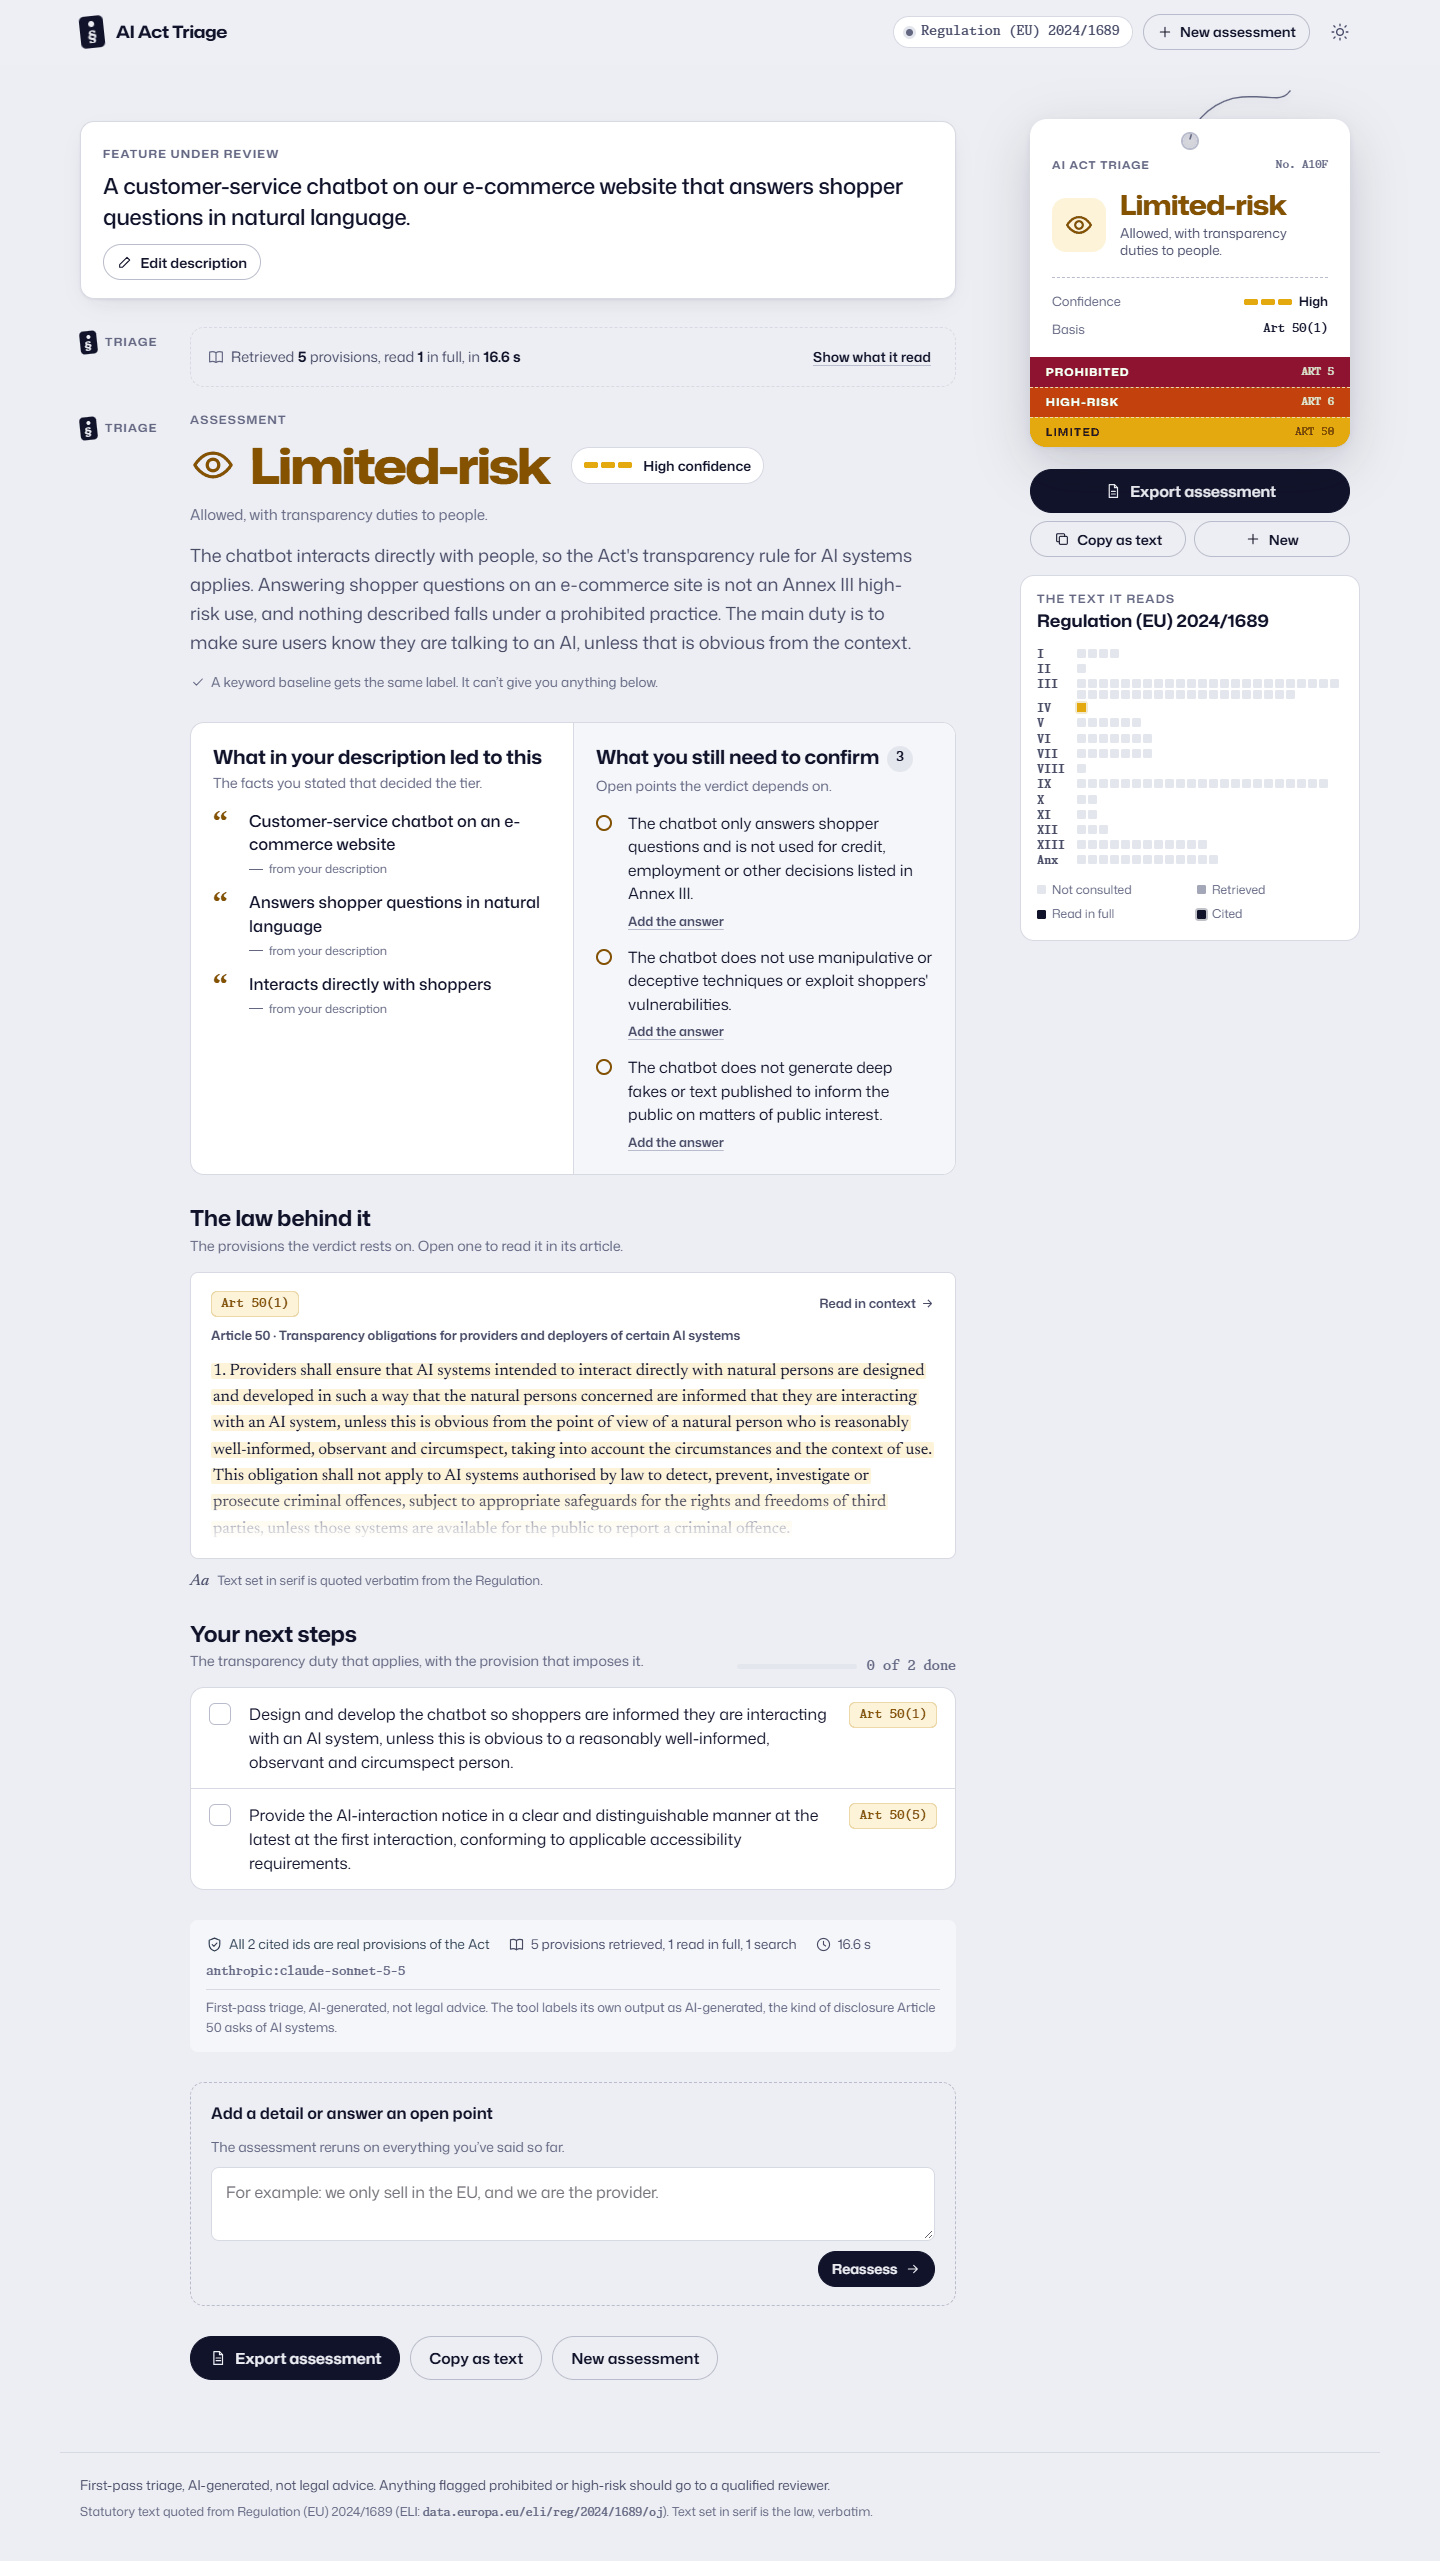 AI Act Triage
Regulation (EU) 2024/1689
New assessment
FEATURE UNDER REVIEW
A customer-service chatbot on our e-commerce website that answers shopper
questions in natural language.
Edit description
TRIAGE
Retrieved 5 provisions, read 1 in full, in 16.6 s
Show what it read
TRIAGE
ASSESSMENT
Limited-risk
High confidence
Allowed, with transparency duties to people.
The chatbot interacts directly with people, so the Act's transparency rule for AI systems
applies. Answering shopper questions on an e-commerce site is not an Annex III high-
risk use, and nothing described falls under a prohibited practice. The main duty is to
make sure users know they are talking to an AI, unless that is obvious from the context.
A keyword baseline gets the same label. It can't give you anything below.
What in your description led to this
The facts you stated that decided the tier.
“ Customer-service chatbot on an e-
commerce website
— from your description
“ Answers shopper questions in natural
language
— from your description
“ Interacts directly with shoppers
— from your description
What you still need to confirm 3
Open points the verdict depends on.
The chatbot only answers shopper
questions and is not used for credit,
employment or other decisions listed in
Annex III.
Add the answer
The chatbot does not use manipulative or
deceptive techniques or exploit shoppers'
vulnerabilities.
Add the answer
The chatbot does not generate deep
fakes or text published to inform the
public on matters of public interest.
Add the answer
The law behind it
The provisions the verdict rests on. Open one to read it in its article.
Art 50(1)
Read in context →
Article 50 · Transparency obligations for providers and deployers of certain AI systems
1. Providers shall ensure that AI systems intended to interact directly with natural persons are designed
and developed in such a way that the natural persons concerned are informed that they are interacting
with an AI system, unless this is obvious from the point of view of a natural person who is reasonably
well-informed, observant and circumspect, taking into account the circumstances and the context of use.
This obligation shall not apply to AI systems authorised by law to detect, prevent, investigate or
prosecute criminal offences, subject to appropriate safeguards for the rights and freedoms of third
parties, unless those systems are available for the public to report a criminal offence.
Aa Text set in serif is quoted verbatim from the Regulation.
Your next steps
The transparency duty that applies, with the provision that imposes it.
0 of 2 done
Design and develop the chatbot so shoppers are informed they are interacting
with an AI system, unless this is obvious to a reasonably well-informed,
observant and circumspect person.
Art 50(1)
Provide the AI-interaction notice in a clear and distinguishable manner at the
latest at the first interaction, conforming to applicable accessibility
requirements.
Art 50(5)
All 2 cited ids are real provisions of the Act
5 provisions retrieved, 1 read in full, 1 search
16.6 s
anthropic:claude-sonnet-5-5
First-pass triage, AI-generated, not legal advice. The tool labels its own output as AI-generated, the kind of disclosure Article
50 asks of AI systems.
Add a detail or answer an open point
The assessment reruns on everything you've said so far.
For example: we only sell in the EU, and we are the provider.
Reassess →
Export assessment
Copy as text
New assessment
AI ACT TRIAGE
No. A10F
Limited-risk
Allowed, with transparency
duties to people.
Confidence
High
Basis
Art 50(1)
PROHIBITED ART 5
HIGH-RISK ART 6
LIMITED ART 50
Export assessment
Copy as text
New
THE TEXT IT READS
Regulation (EU) 2024/1689
I
II
III
IV
V
VI
VII
VIII
IX
X
XI
XII
XIII
Anx
Not consulted
Retrieved
Read in full
Cited
First-pass triage, AI-generated, not legal advice. Anything flagged prohibited or high-risk should go to a qualified reviewer.
Statutory text quoted from Regulation (EU) 2024/1689 (ELI: data.europa.eu/eli/reg/2024/1689/oj). Text set in serif is the law, verbatim.